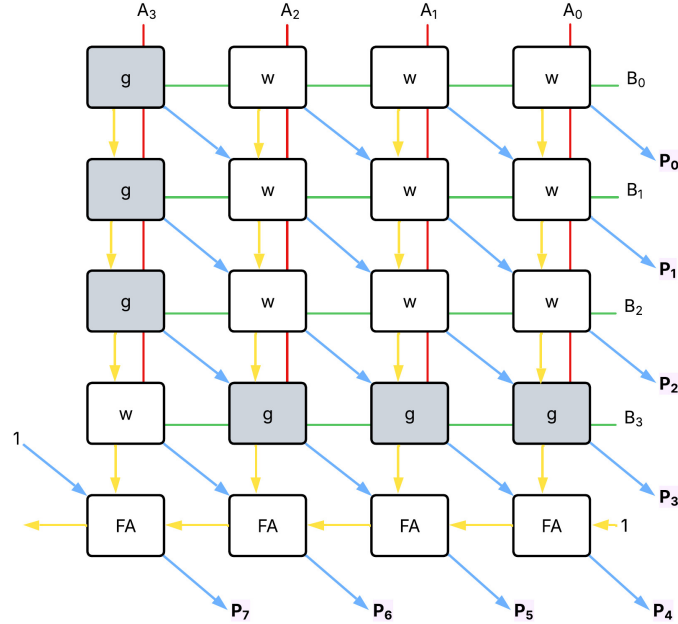 A₃ A₂ A₁ A₀
g w w w B₀
P₀
g w w w B₁
P₁
g w w w B₂
P₂
w g g g B₃
1
P₃
FA FA FA FA 1
P₇ P₆ P₅ P₄